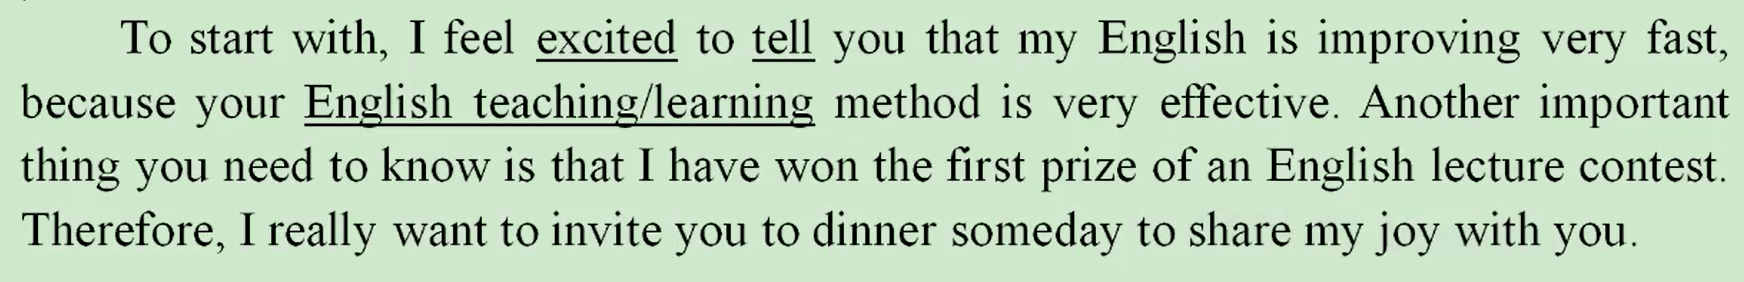 To start with, I feel excited to tell you that my English is improving very fast,
because your English teaching/learning method is very effective. Another important
thing you need to know is that I have won the first prize of an English lecture contest.
Therefore, I really want to invite you to dinner someday to share my joy with you.